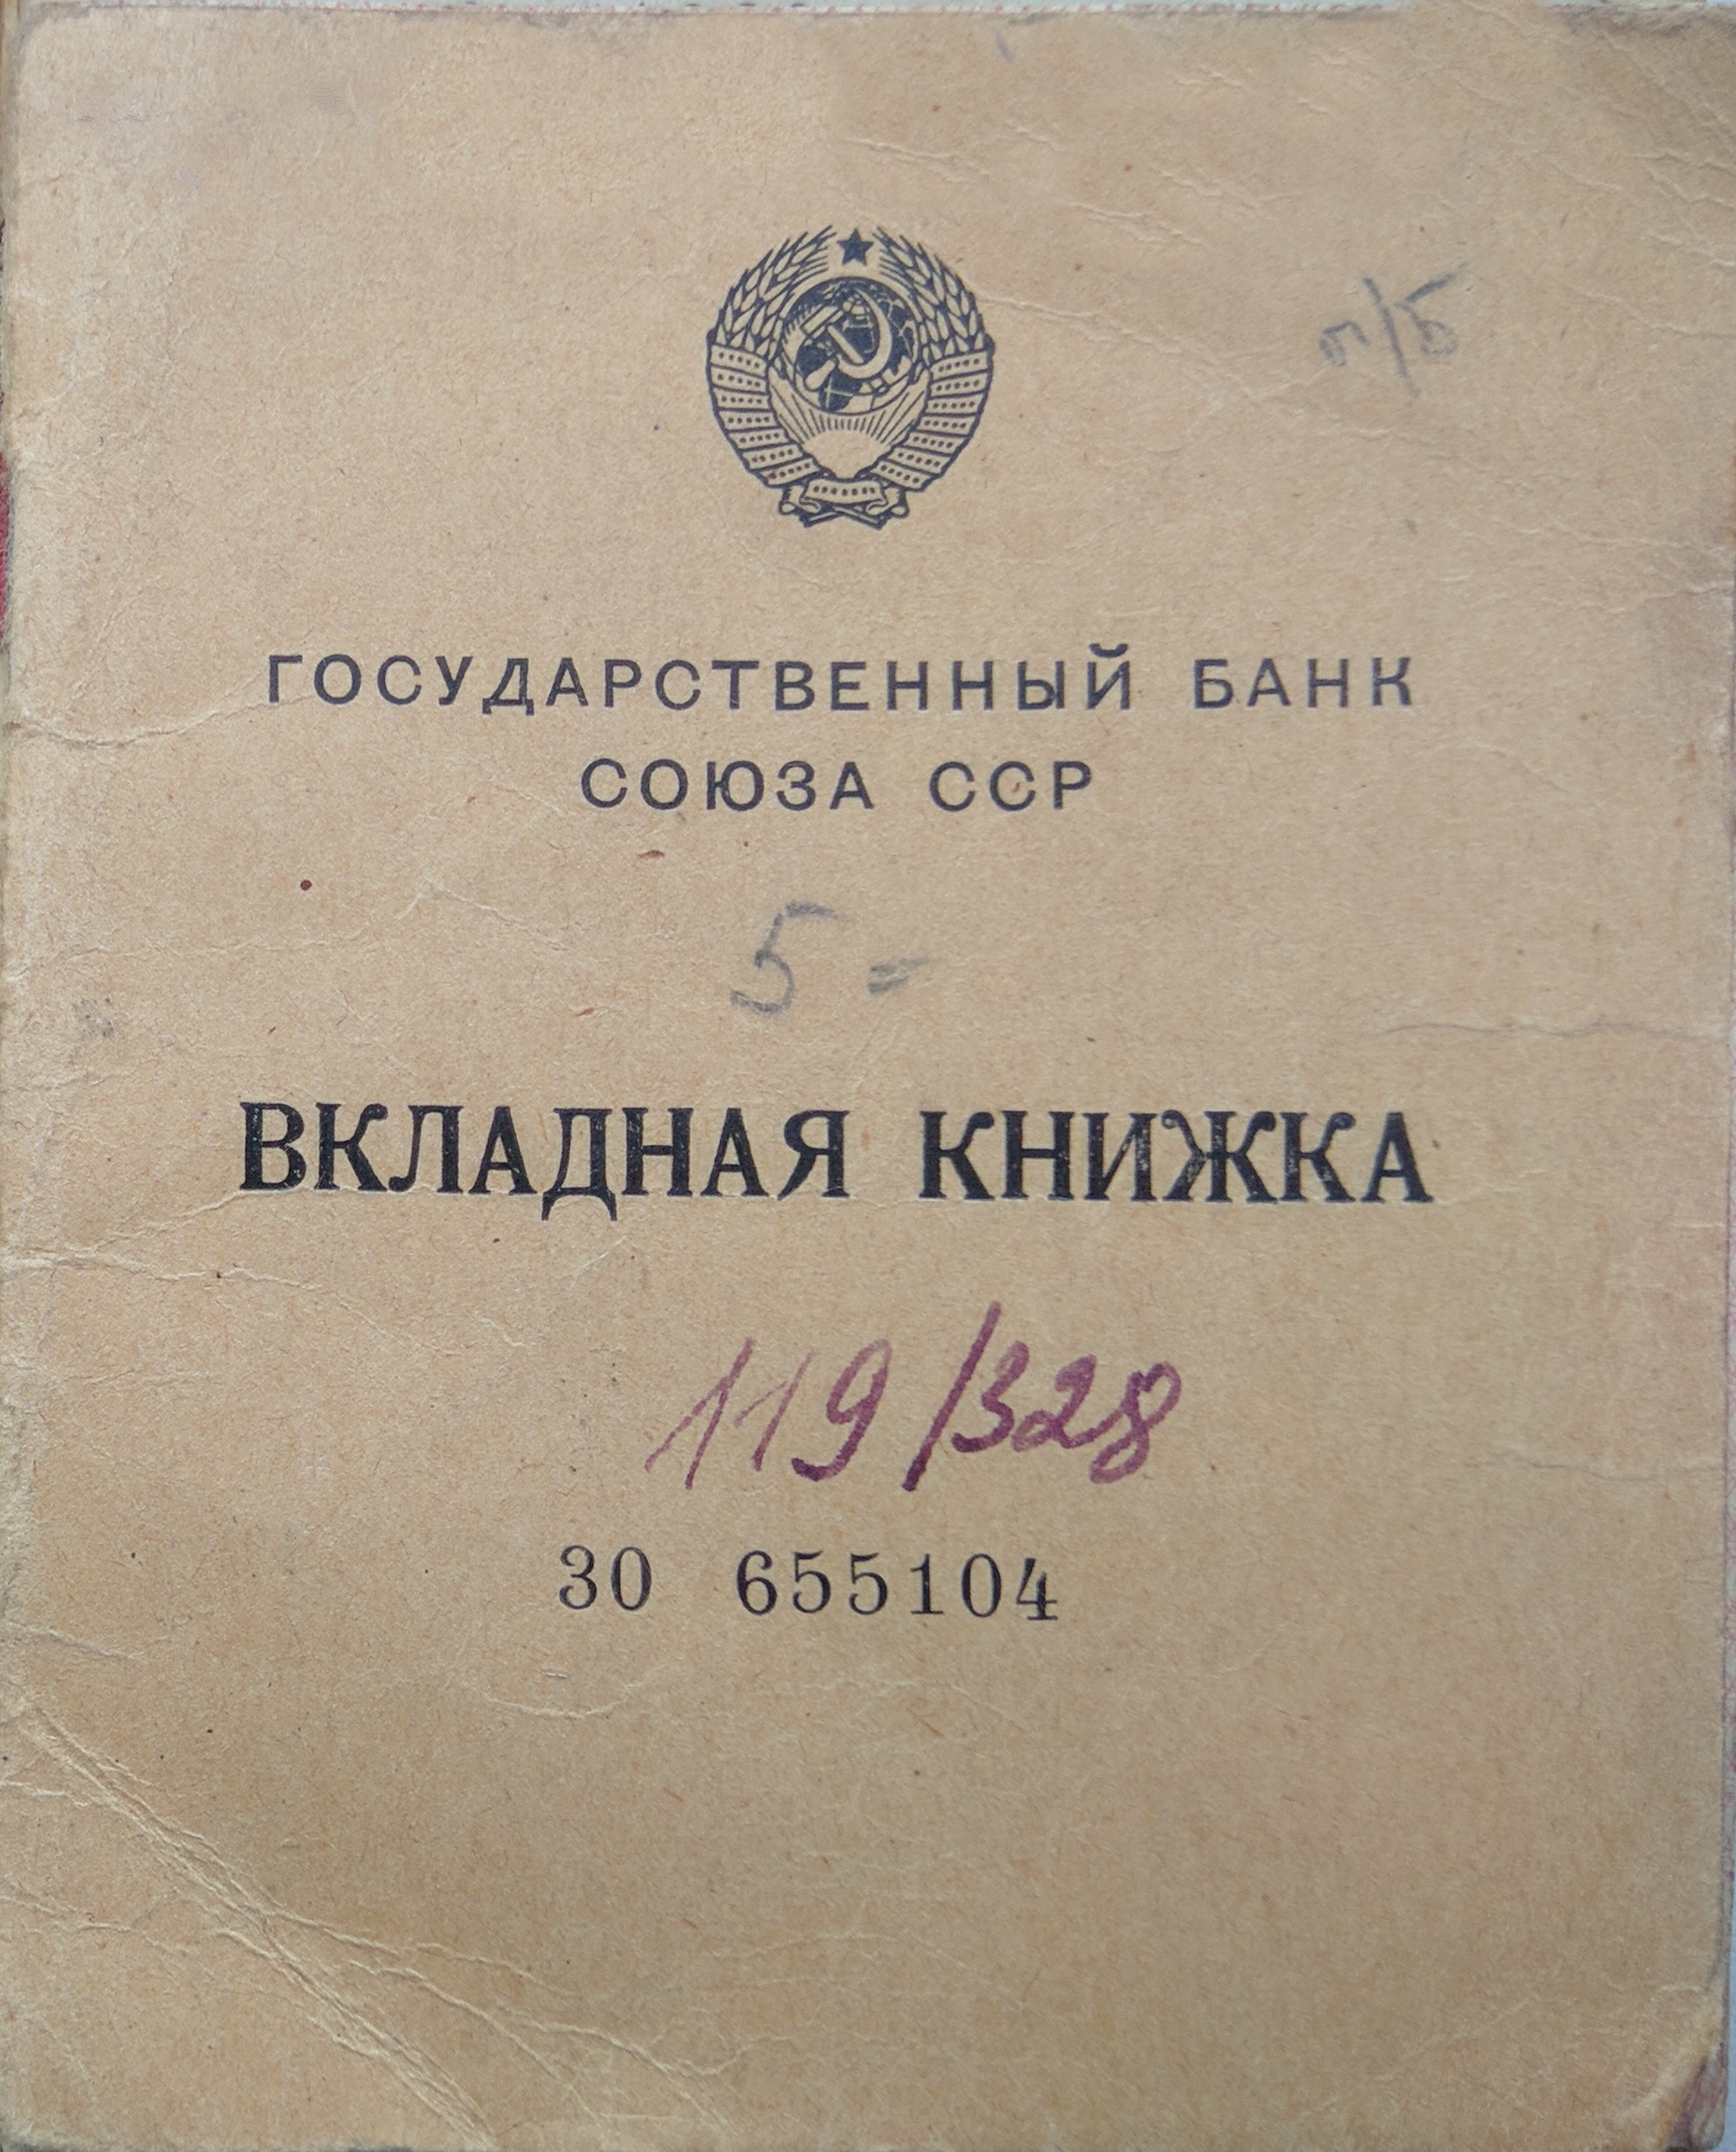 ГОСУДАРСТВЕННЫЙ БАНК
СОЮЗА ССР
5 =
ВКЛАДНАЯ КНИЖКА
119/328
30 655104